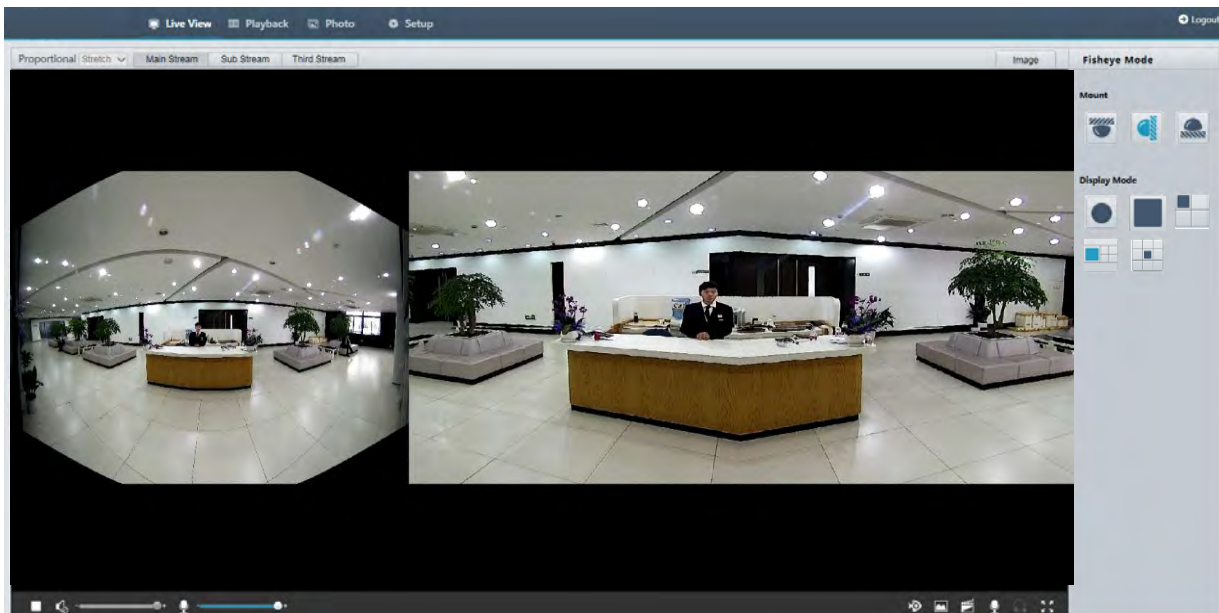 Live View Playback Photo Setup Logout
Proportional Stretch Main Stream Sub Stream Third Stream Image Fisheye Mode
Mount
Display Mode